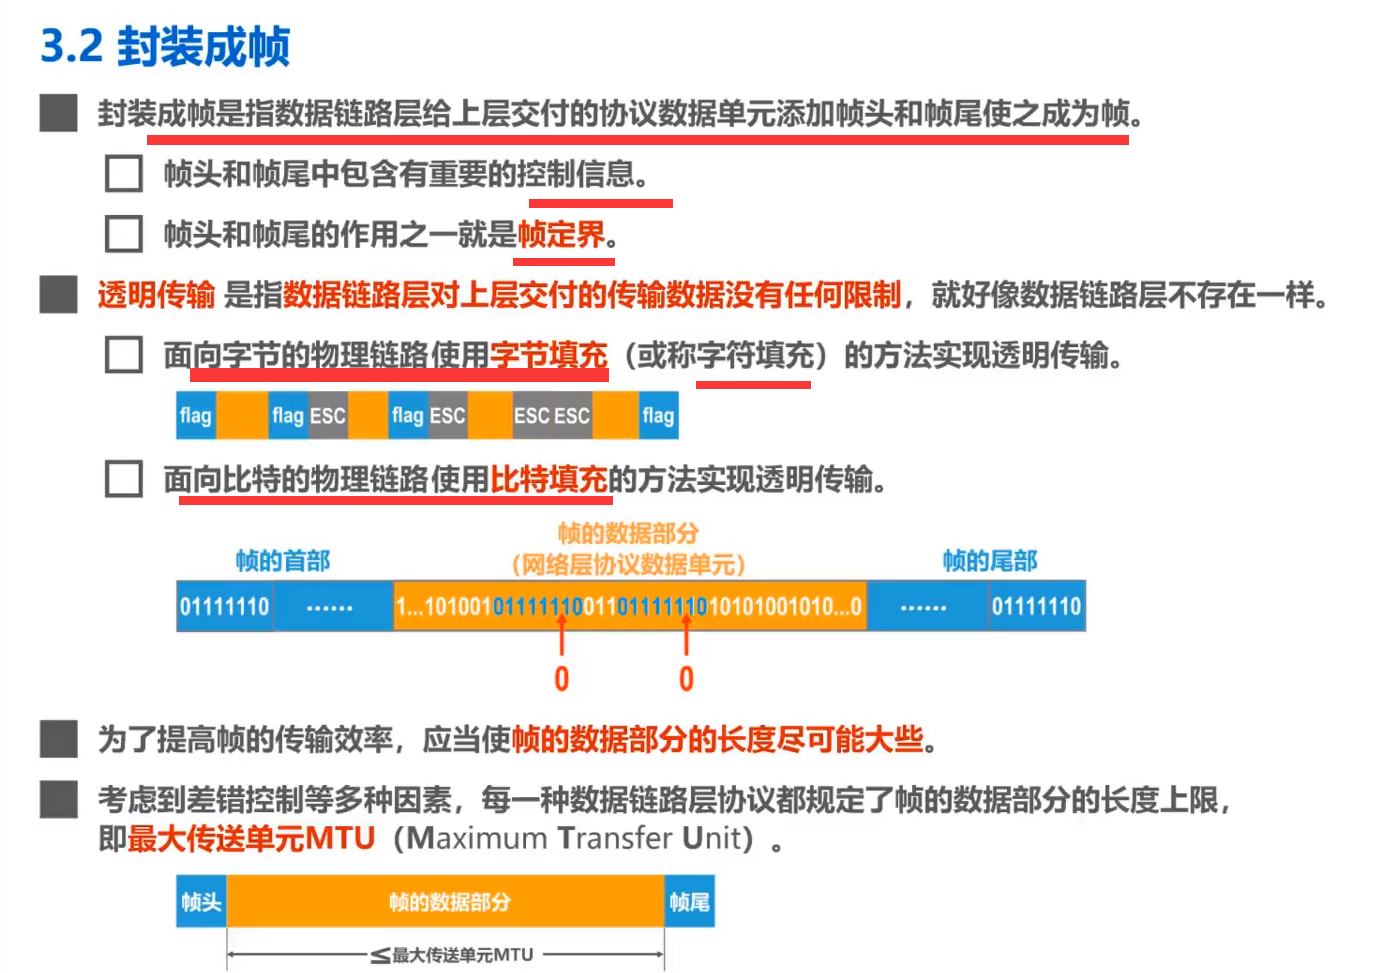 3.2 封装成帧
封装成帧是指数据链路层给上层交付的协议数据单元添加帧头和帧尾使之成为帧。
帧头和帧尾中包含有重要的控制信息。
帧头和帧尾的作用之一就是帧定界。
透明传输 是指数据链路层对上层交付的传输数据没有任何限制，就好像数据链路层不存在一样。
面向字节的物理链路使用字节填充（或称字符填充）的方法实现透明传输。
flag flag ESC flag ESC ESC ESC flag
面向比特的物理链路使用比特填充的方法实现透明传输。
帧的数据部分
帧的首部 （网络层协议数据单元） 帧的尾部
01111110 …… 1...101001011111100110111111010101001010...0 …… 01111110
0 0
为了提高帧的传输效率，应当使帧的数据部分的长度尽可能大些。
考虑到差错控制等多种因素，每一种数据链路层协议都规定了帧的数据部分的长度上限，
即最大传送单元MTU（Maximum Transfer Unit）。
帧头 帧的数据部分 帧尾
≤最大传送单元MTU